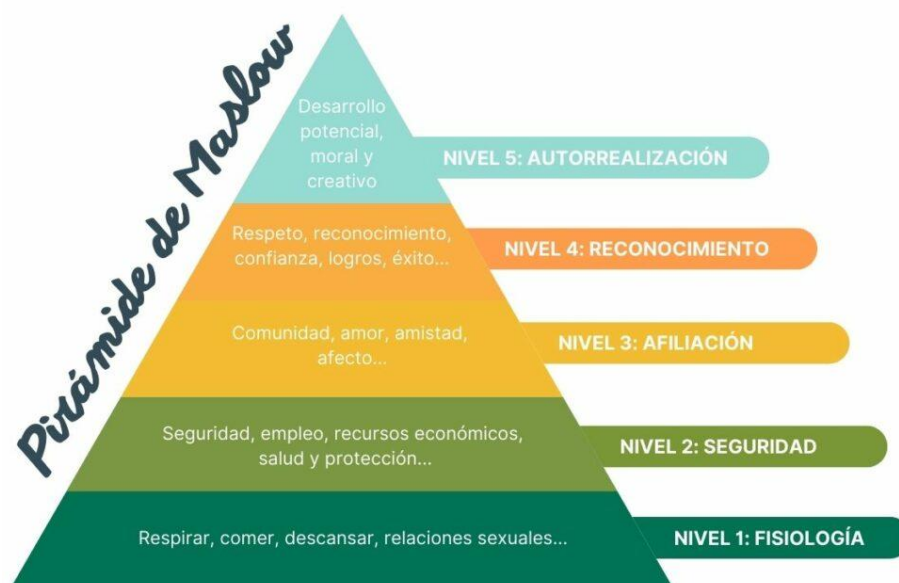 Pirámide de Maslow
Desarrollo
potencial,
moral y
creativo
NIVEL 5: AUTORREALIZACIÓN
Respeto, reconocimiento,
confianza, logros, éxito...
NIVEL 4: RECONOCIMIENTO
Comunidad, amor, amistad,
afecto...
NIVEL 3: AFILIACIÓN
Seguridad, empleo, recursos económicos,
salud y protección...
NIVEL 2: SEGURIDAD
Respirar, comer, descansar, relaciones sexuales...
NIVEL 1: FISIOLOGÍA